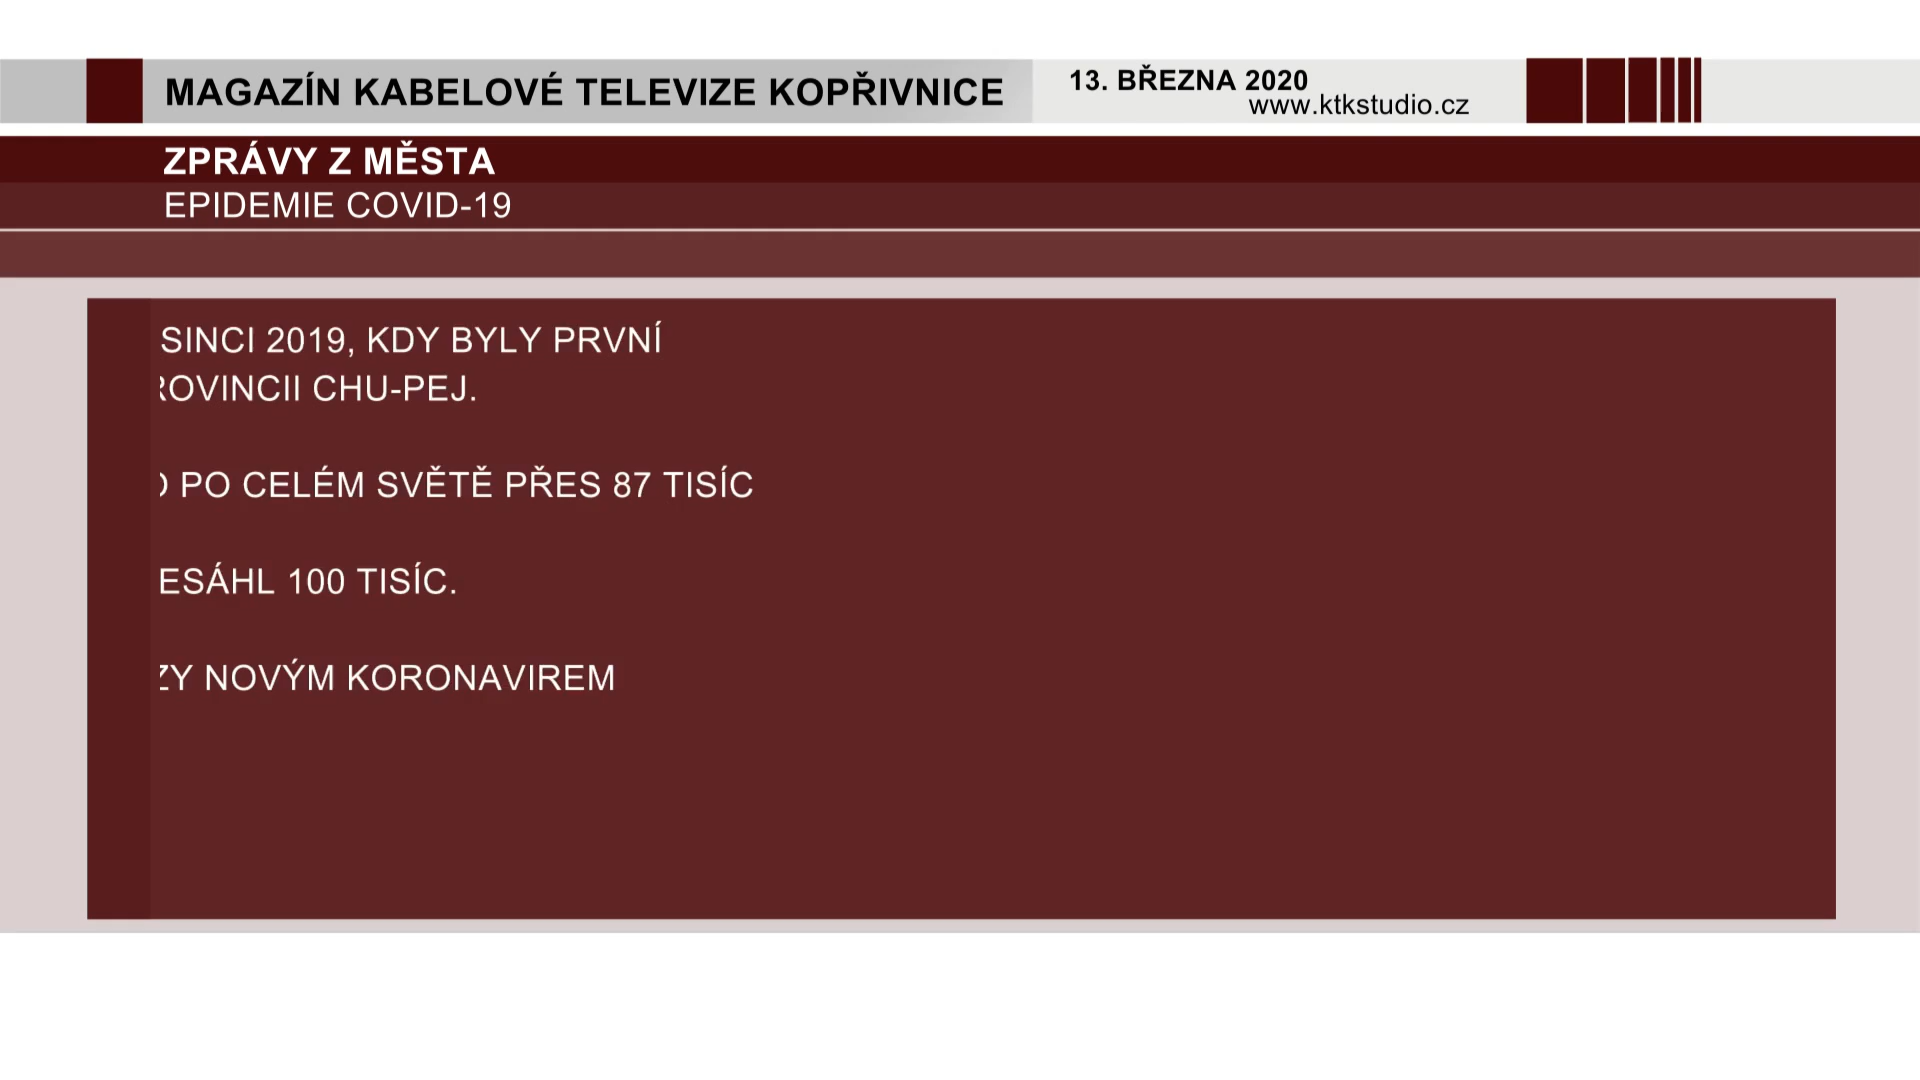 MAGAZÍN KABELOVÉ TELEVIZE KOPŘIVNICE
13. BŘEZNA 2020
www.ktkstudio.cz
ZPRÁVY Z MĚSTA
EPIDEMIE COVID-19
SINCI 2019, KDY BYLY PRVNÍ
ROVINCII CHU-PEJ.
PO CELÉM SVĚTĚ PŘES 87 TISÍC
ESÁHL 100 TISÍC.
ZY NOVÝM KORONAVIREM